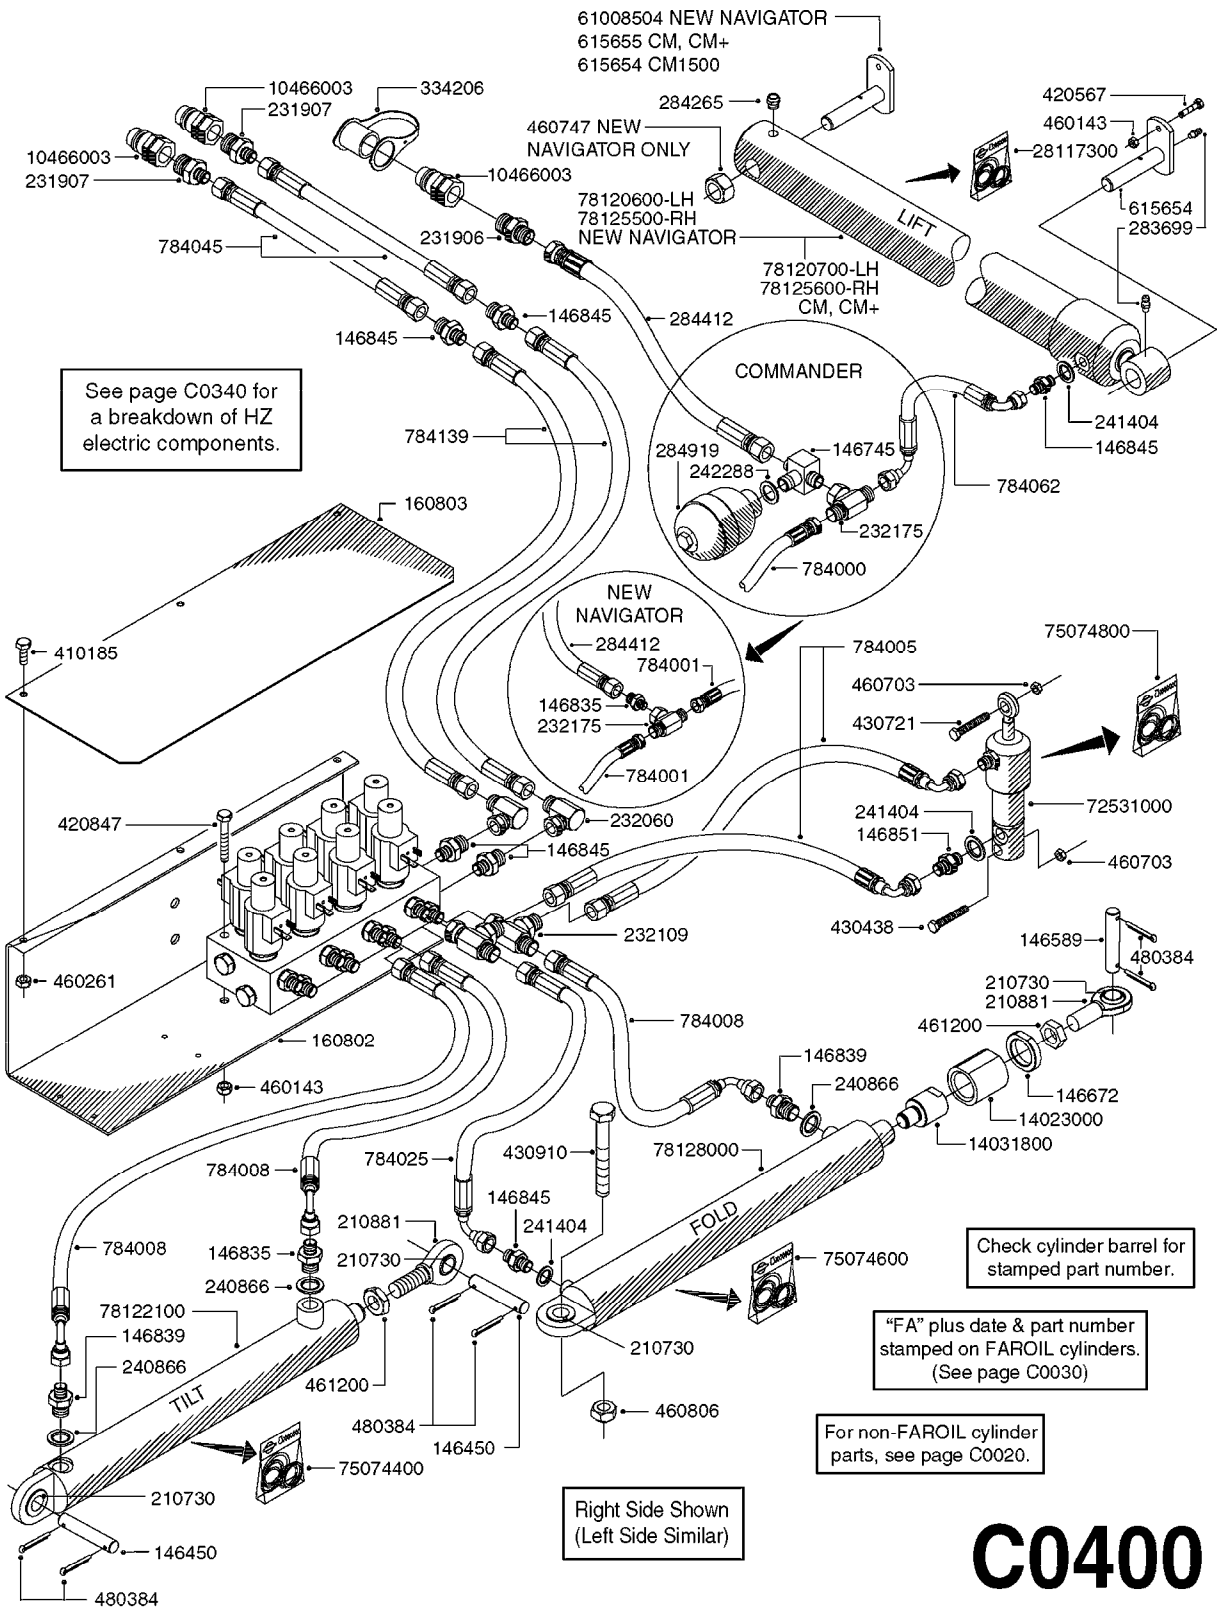 61008504 NEW NAVIGATOR
615655 CM, CM+
615654 CM1500
10466003
231907
334206
284265
420567
460143
460747 NEW
NAVIGATOR ONLY
28117300
10466003
231907
10466003
78120600-LH
78125500-RH
NEW NAVIGATOR
LIFT
615654
283699
784045
231906
78120700-LH
78125600-RH
CM, CM+
146845
146845
284412
See page C0340 for
a breakdown of HZ
electric components.
COMMANDER
241404
146845
784139
284919
242288
146745
784062
160803
232175
784000
NEW
NAVIGATOR
284412
784001
146835
232175
784001
410185
784005
75074800
460703
430721
420847
232060
146845
241404
146851
72531000
460703
232109
430438
146589
480384
460261
210730
210881
461200
784008
160802
460143
146839
240866
146672
14023000
14031800
784008
784025
430910
78128000
146845
241404
FOLD
784008
210881
210730
146835
240866
78122100
146839
240866
TILT
75074600
Check cylinder barrel for
stamped part number.
"FA" plus date & part number
stamped on FAROIL cylinders.
(See page C0030)
210730
461200
480384
146450
460806
For non-FAROIL cylinder
parts, see page C0020.
75074400
210730
146450
480384
Right Side Shown
(Left Side Similar)
C0400